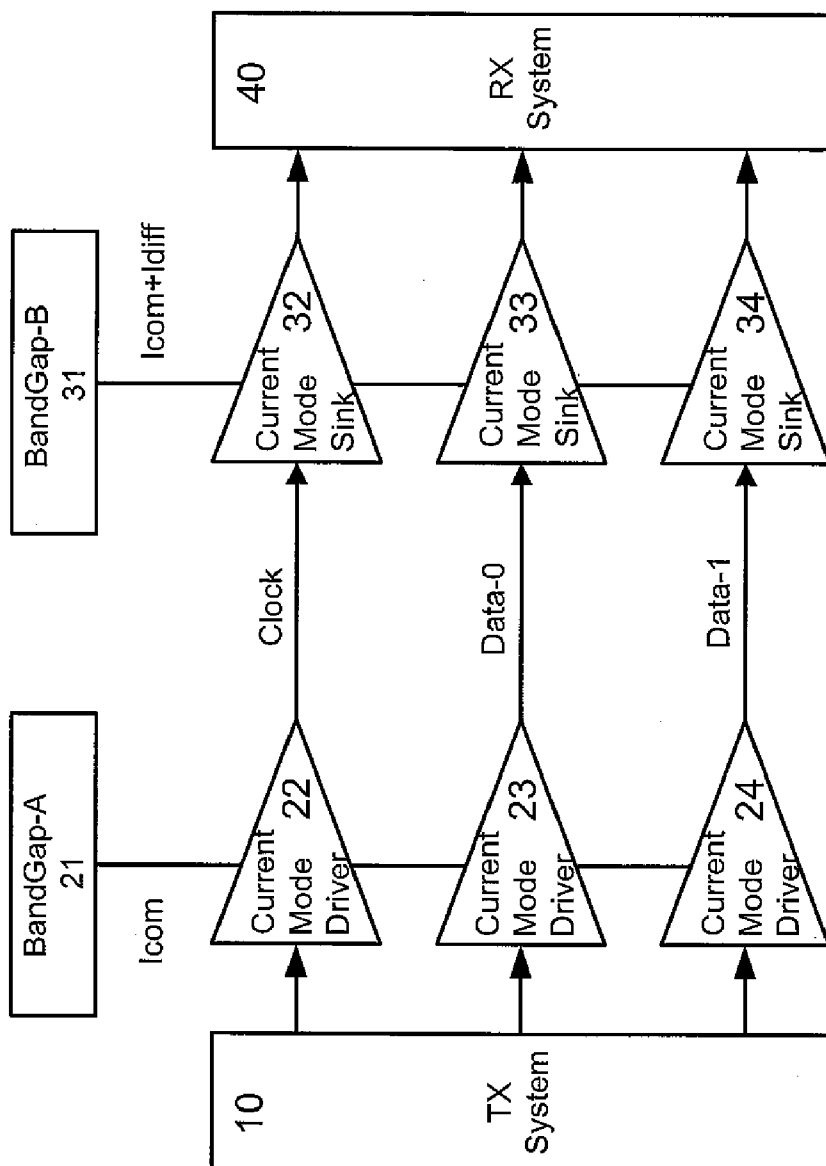 BandGap-A
21
BandGap-B
31
Icom
Icom+Idiff
10
TX
System
Current
Mode
Driver
22
Clock
Current
Mode
Sink
32
40
RX
System
Current
Mode
Driver
23
Data-0
Current
Mode
Sink
33
Current
Mode
Driver
24
Data-1
Current
Mode
Sink
34